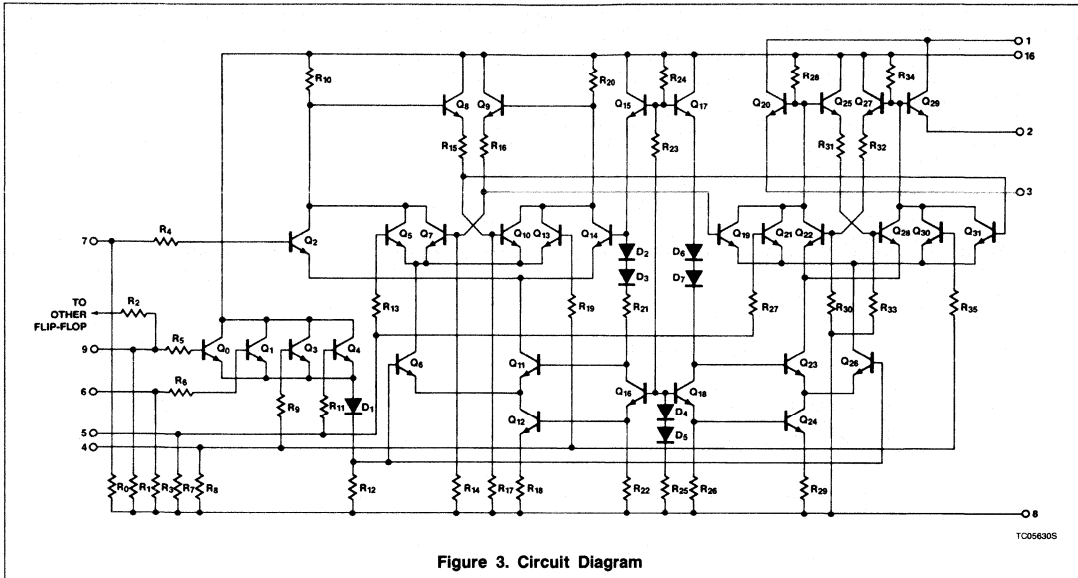 1
16
R10
R20
R24
R28
R34
Q8
Q9
Q15
Q17
Q20
Q25
Q27
Q29
2
R15
R16
R23
R31
R32
3
7
R4
Q2
Q5
Q7
Q10
Q13
Q14
D2
D6
Q19
Q21
Q22
Q28
Q30
Q31
D3
D7
TO
OTHER
FLIP-FLOP
R2
R13
R19
R21
R27
R30
R33
R35
9
R5
Q0
Q1
Q3
Q4
Q6
Q11
Q23
Q26
6
R6
R9
R11
D1
Q16
Q18
D4
Q12
D5
Q24
5
4
R0
R1
R3
R7
R8
R12
R14
R17
R18
R22
R25
R26
R29
8
TC05630S
Figure 3. Circuit Diagram